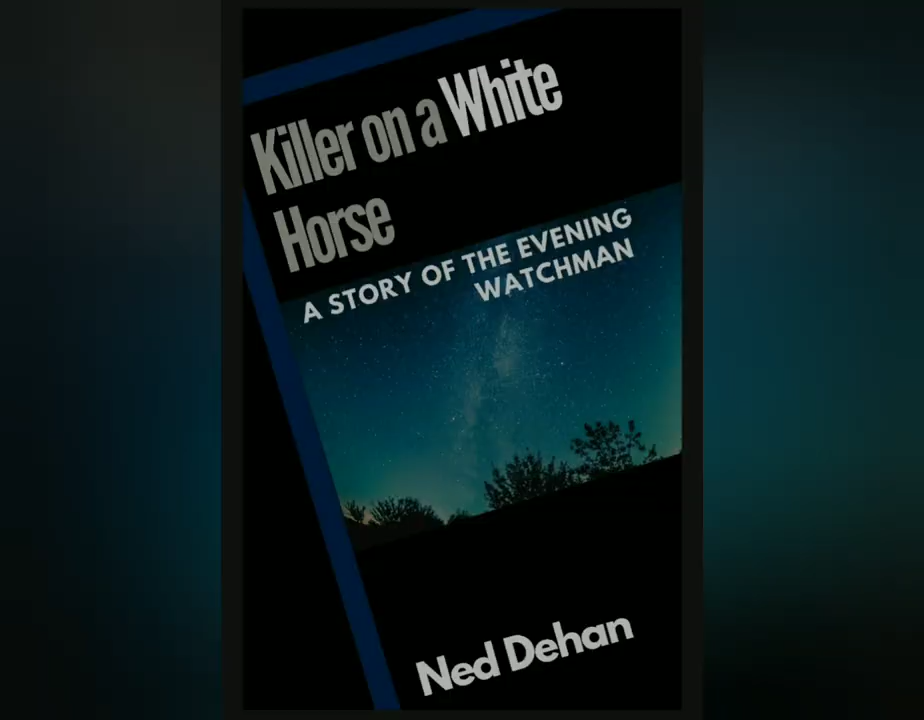 Killer on a White
Horse
A STORY OF THE EVENING
WATCHMAN
Ned Dehan